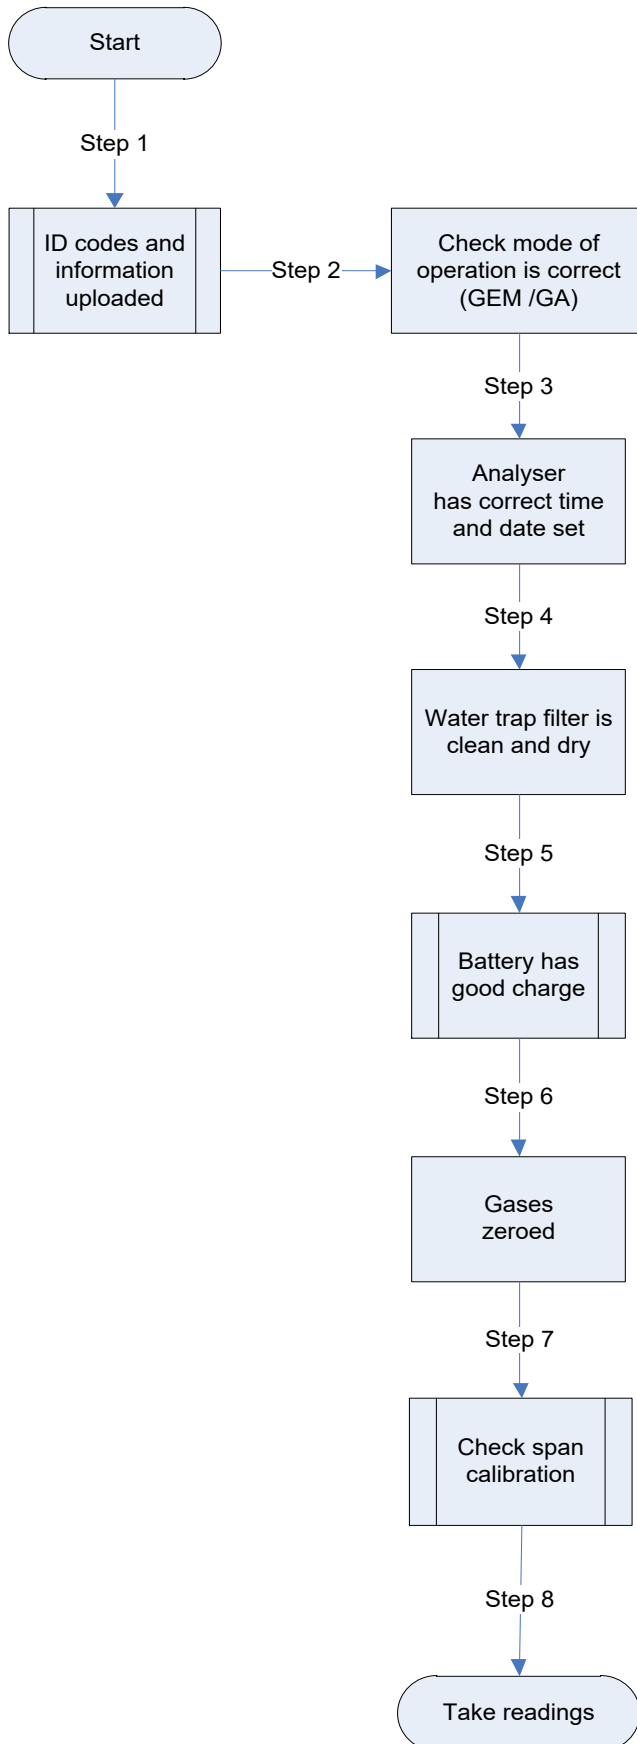 Start
Step 1
ID codes and
information
uploaded
Step 2
Check mode of
operation is correct
(GEM /GA)
Step 3
Analyser
has correct time
and date set
Step 4
Water trap filter is
clean and dry
Step 5
Battery has
good charge
Step 6
Gases
zeroed
Step 7
Check span
calibration
Step 8
Take readings